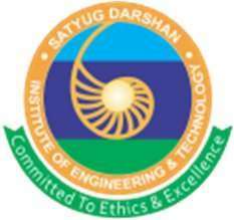 SATYUG DARSHAN
INSTITUTE OF ENGINEERING & TECHNOLOGY
Committed To Ethics & Excellence